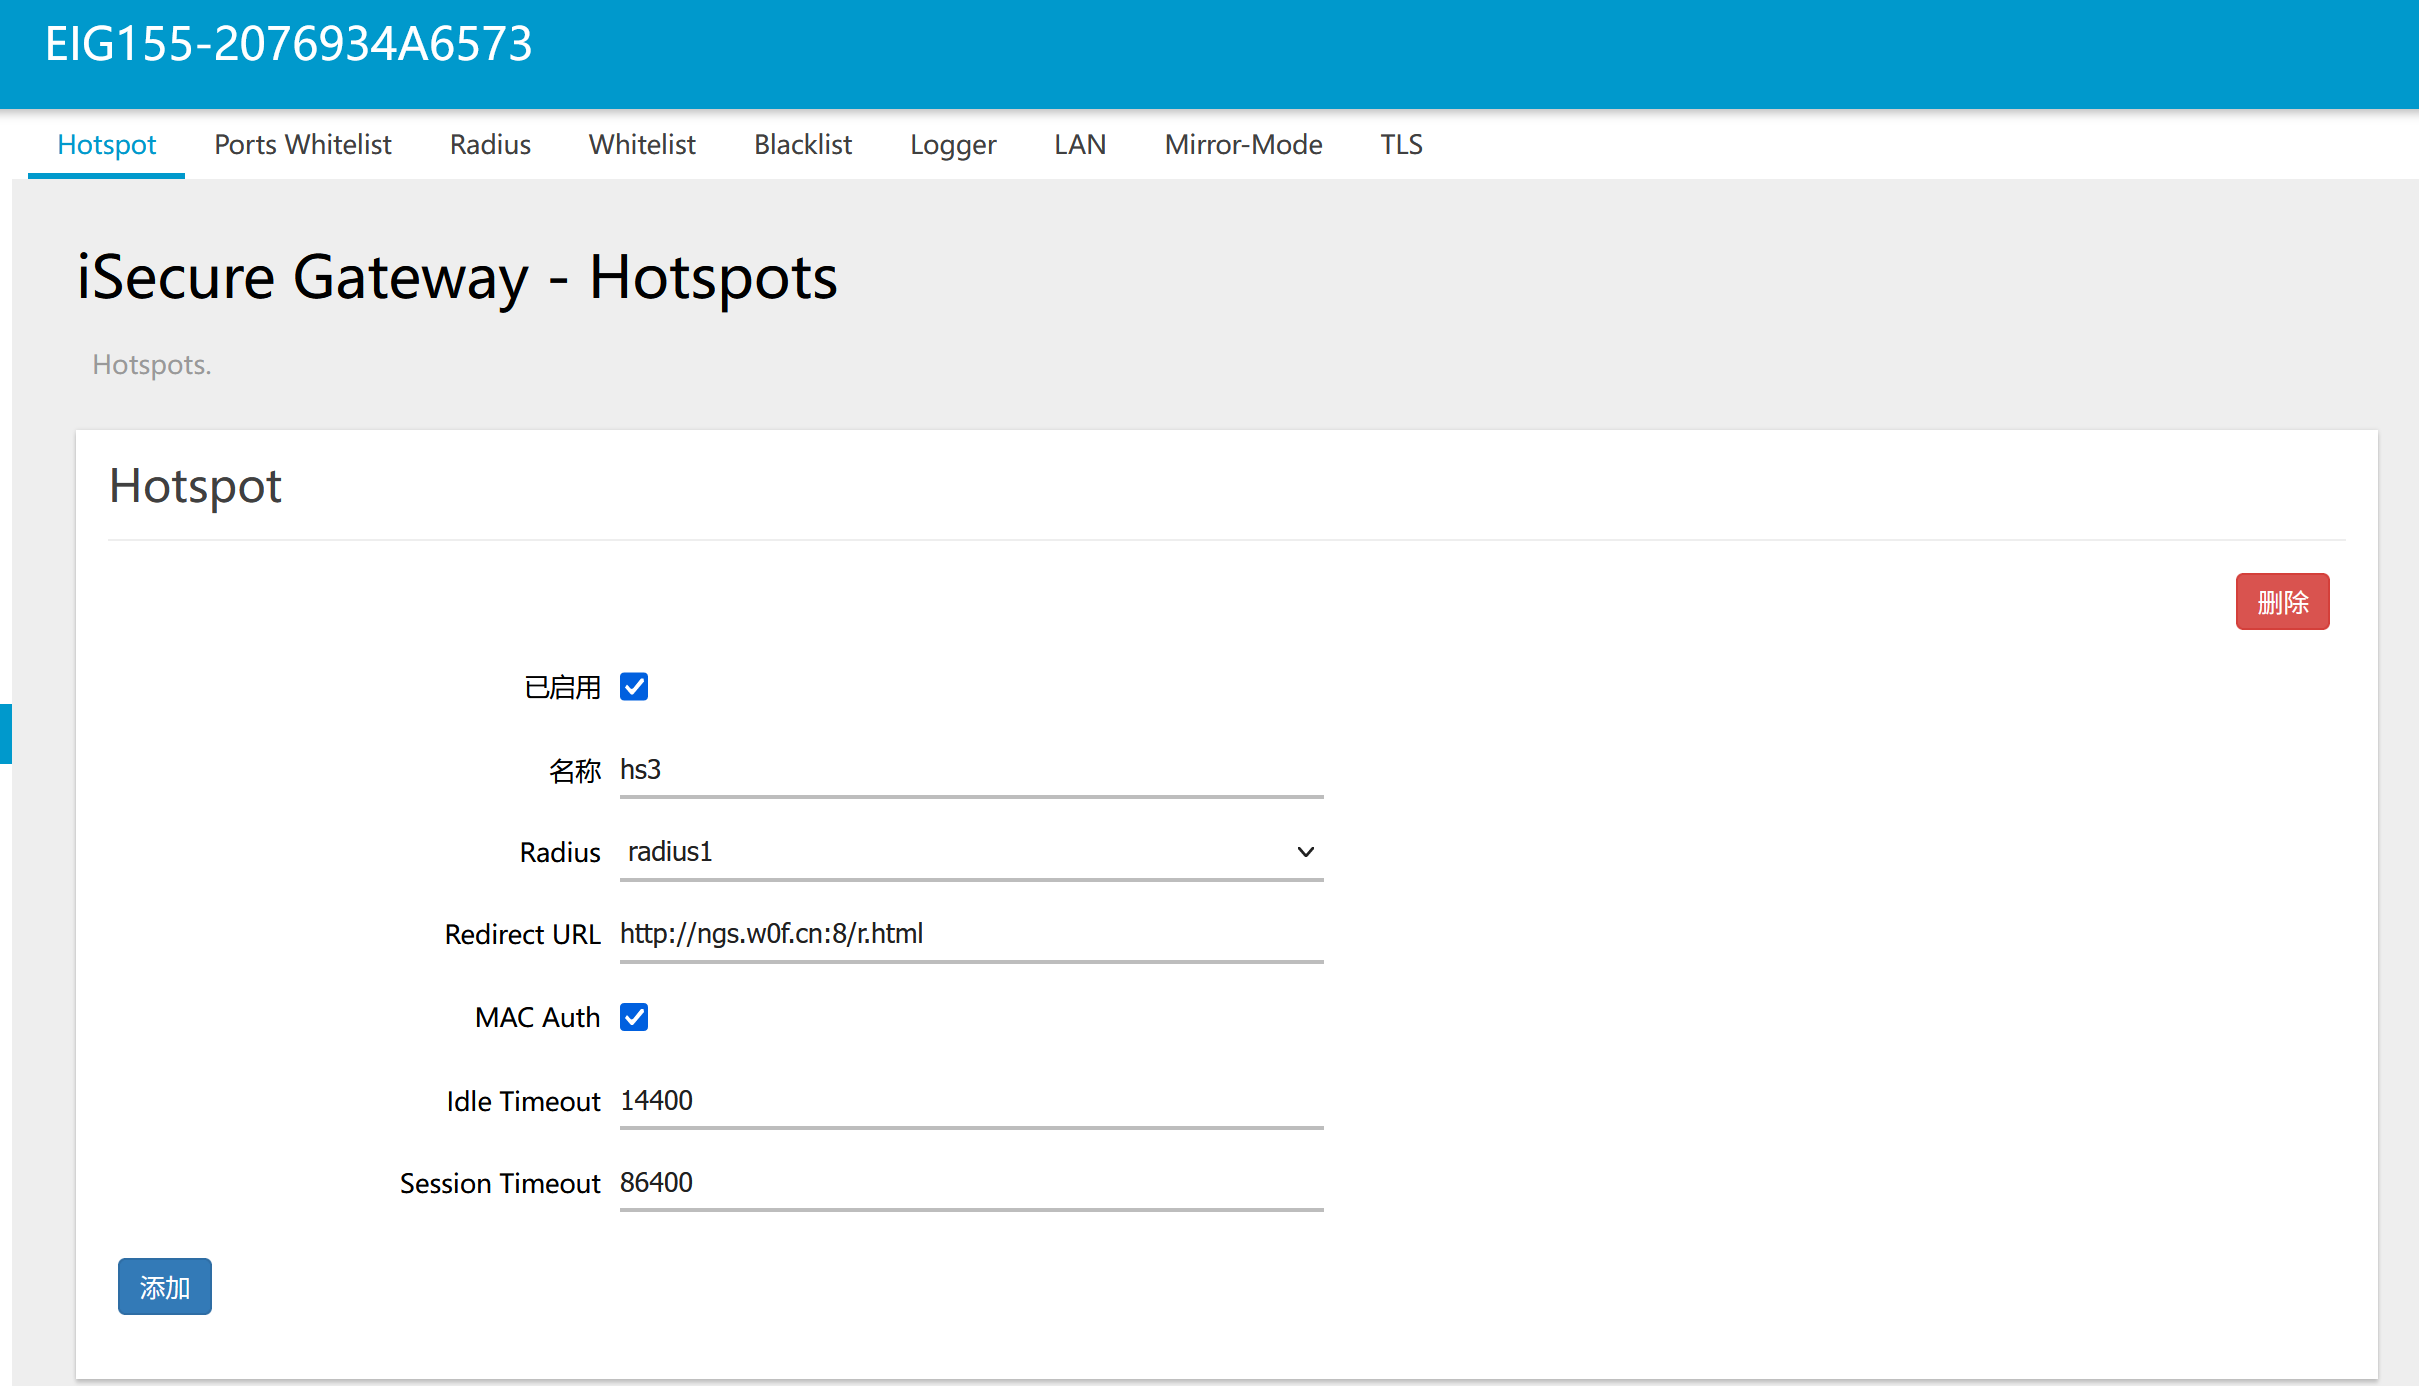 EIG155-2076934A6573
Hotspot Ports Whitelist Radius Whitelist Blacklist Logger LAN Mirror-Mode TLS
iSecure Gateway - Hotspots
Hotspots.
Hotspot
删除
已启用
名称 hs3
Radius radius1
Redirect URL http://ngs.w0f.cn:8/r.html
MAC Auth
Idle Timeout 14400
Session Timeout 86400
添加